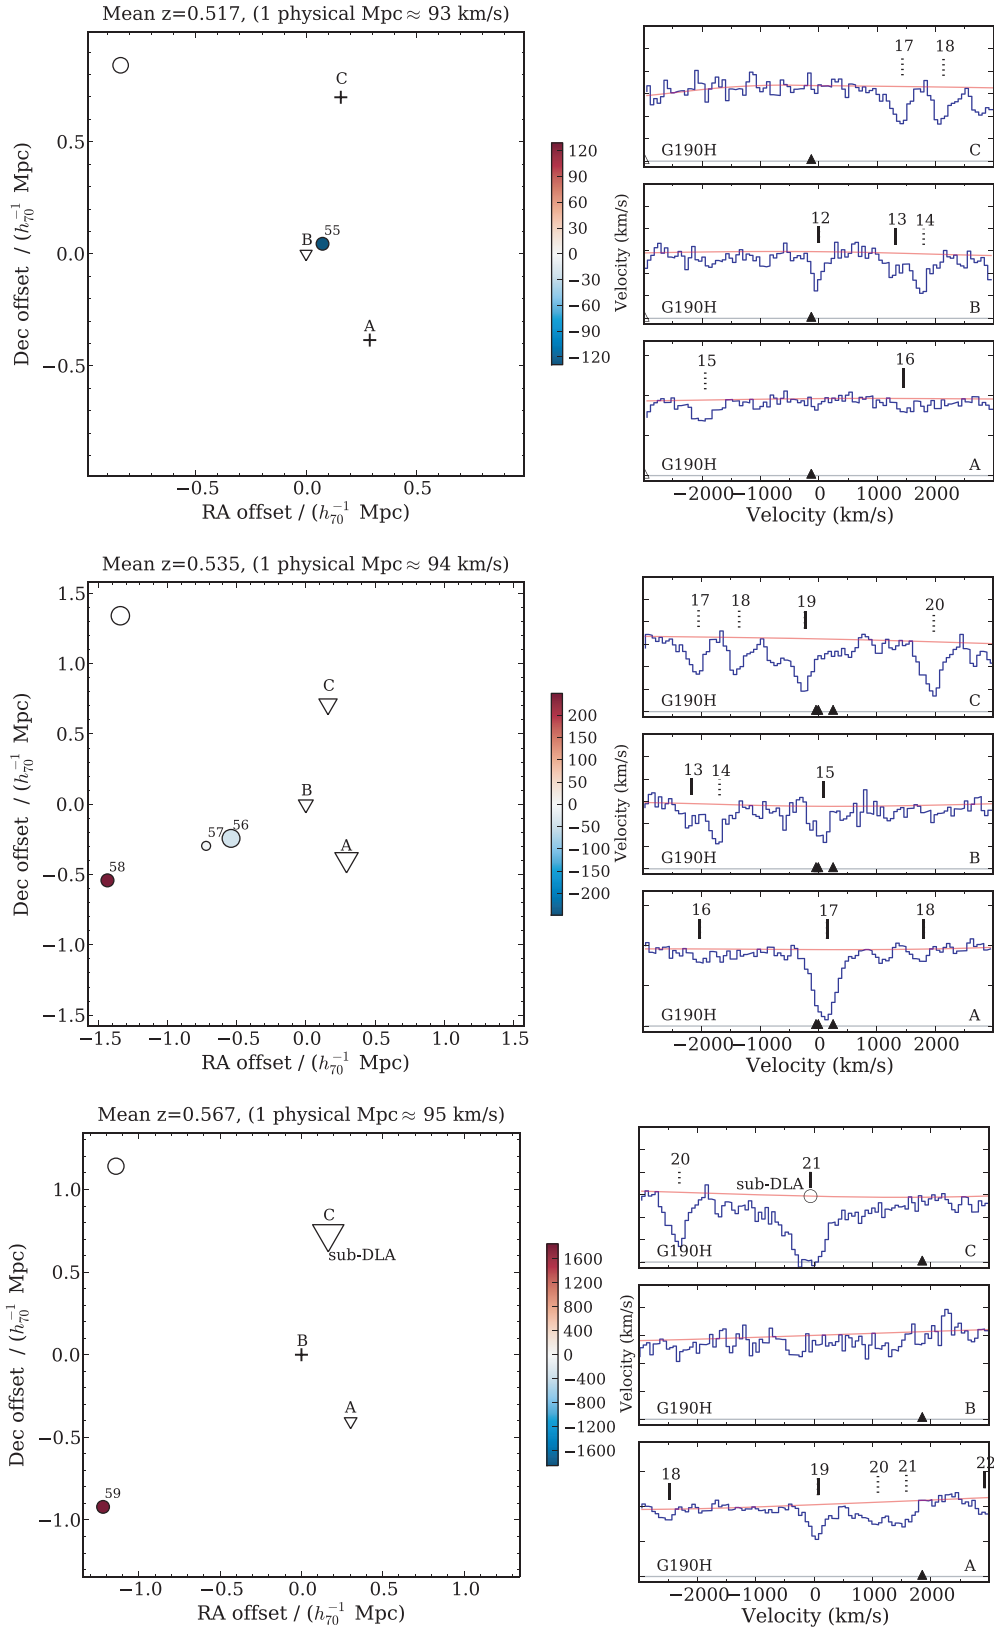 Mean z=0.517, (1 physical Mpc≈ 93 km/s)
Dec offset / (h₇₀⁻¹ Mpc)
0.5
0.0
−0.5
C
B
55
A
−0.5
0.0
0.5
RA offset / (h₇₀⁻¹ Mpc)
120
90
60
30
0
−30
−60
−90
−120
Velocity (km/s)
17
18
G190H
C
12
13
14
G190H
B
15
16
G190H
A
−2000
−1000
0
1000
2000
Velocity (km/s)
Mean z=0.535, (1 physical Mpc≈ 94 km/s)
Dec offset / (h₇₀⁻¹ Mpc)
1.5
1.0
0.5
0.0
−0.5
−1.0
−1.5
C
B
57
56
A
58
−1.5
−1.0
−0.5
0.0
0.5
1.0
1.5
RA offset / (h₇₀⁻¹ Mpc)
200
150
100
50
0
−50
−100
−150
−200
Velocity (km/s)
17
18
19
20
G190H
C
13
14
15
G190H
B
16
17
18
G190H
A
−2000
−1000
0
1000
2000
Velocity (km/s)
Mean z=0.567, (1 physical Mpc≈ 95 km/s)
Dec offset / (h₇₀⁻¹ Mpc)
1.0
0.5
0.0
−0.5
−1.0
C
sub-DLA
B
A
59
−1.0
−0.5
0.0
0.5
1.0
RA offset / (h₇₀⁻¹ Mpc)
1600
1200
800
400
0
−400
−800
−1200
−1600
Velocity (km/s)
20
21
sub-DLA
G190H
C
G190H
B
18
19
20
21
22
G190H
A
−2000
−1000
0
1000
2000
Velocity (km/s)